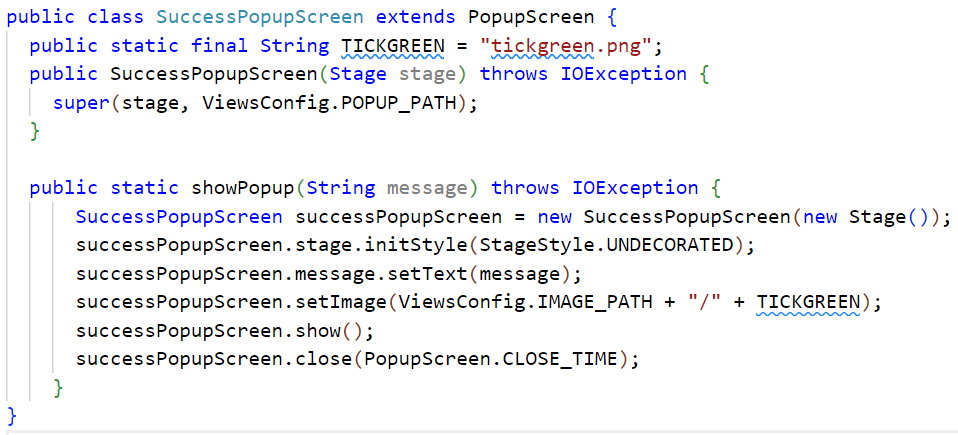 public class SuccessPopupScreen extends PopupScreen {
public static final String TICKGREEN = "tickgreen.png";
public SuccessPopupScreen(Stage stage) throws IOException {
super(stage, ViewsConfig.POPUP_PATH);
}
public static showPopup(String message) throws IOException {
SuccessPopupScreen successPopupScreen = new SuccessPopupScreen(new Stage());
successPopupScreen.stage.initStyle(StageStyle.UNDECORATED);
successPopupScreen.message.setText(message);
successPopupScreen.setImage(ViewsConfig.IMAGE_PATH + "/" + TICKGREEN);
successPopupScreen.show();
successPopupScreen.close(PopupScreen.CLOSE_TIME);
}
}